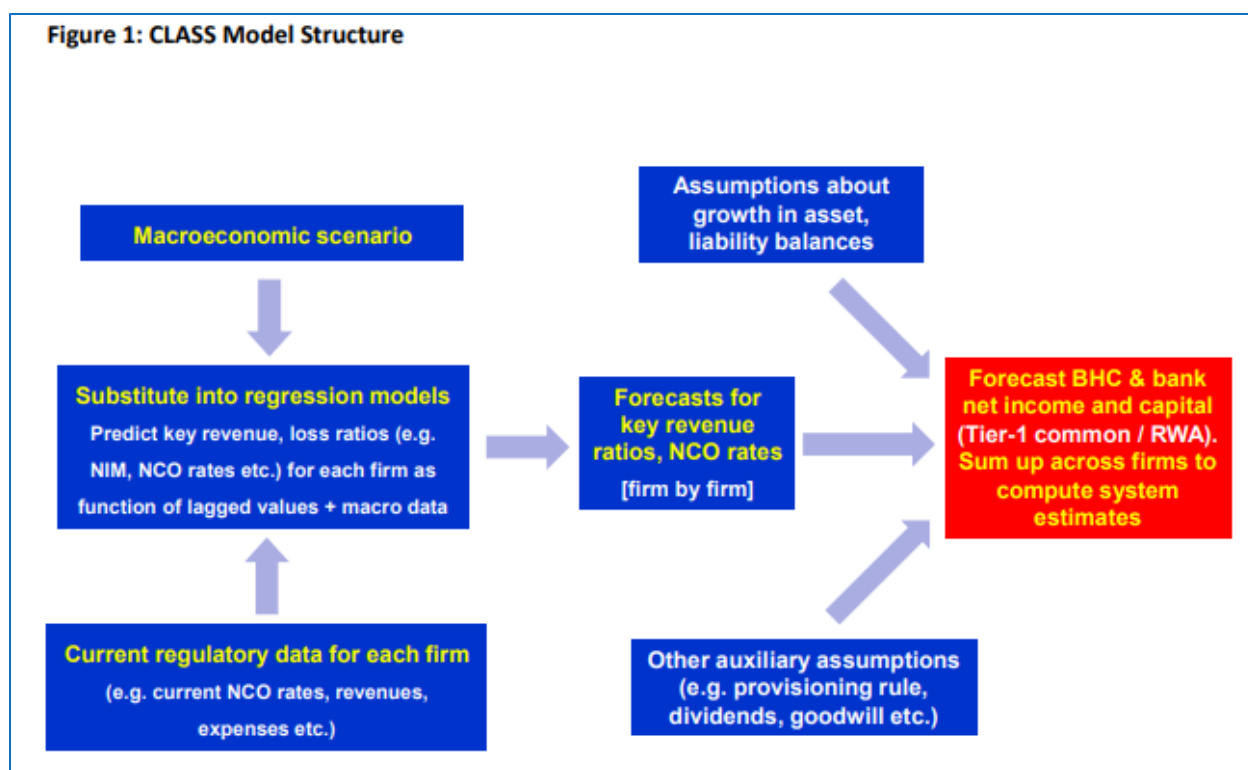 Figure 1: CLASS Model Structure
Macroeconomic scenario
Substitute into regression models
Predict key revenue, loss ratios (e.g.
NIM, NCO rates etc.) for each firm as
function of lagged values + macro data
Current regulatory data for each firm
(e.g. current NCO rates, revenues,
expenses etc.)
Forecasts for
key revenue
ratios, NCO rates
[firm by firm]
Assumptions about
growth in asset,
liability balances
Other auxiliary assumptions
(e.g. provisioning rule,
dividends, goodwill etc.)
Forecast BHC & bank
net income and capital
(Tier-1 common / RWA).
Sum up across firms to
compute system
estimates